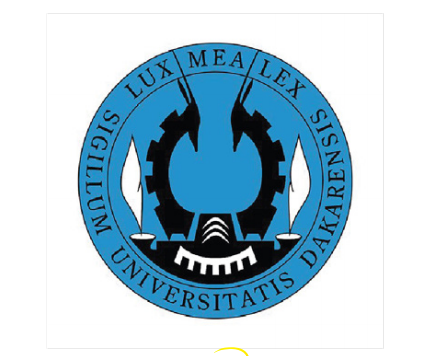 LUX MEA LEX
SIGILLUM UNIVERSITATIS DAKARENSIS